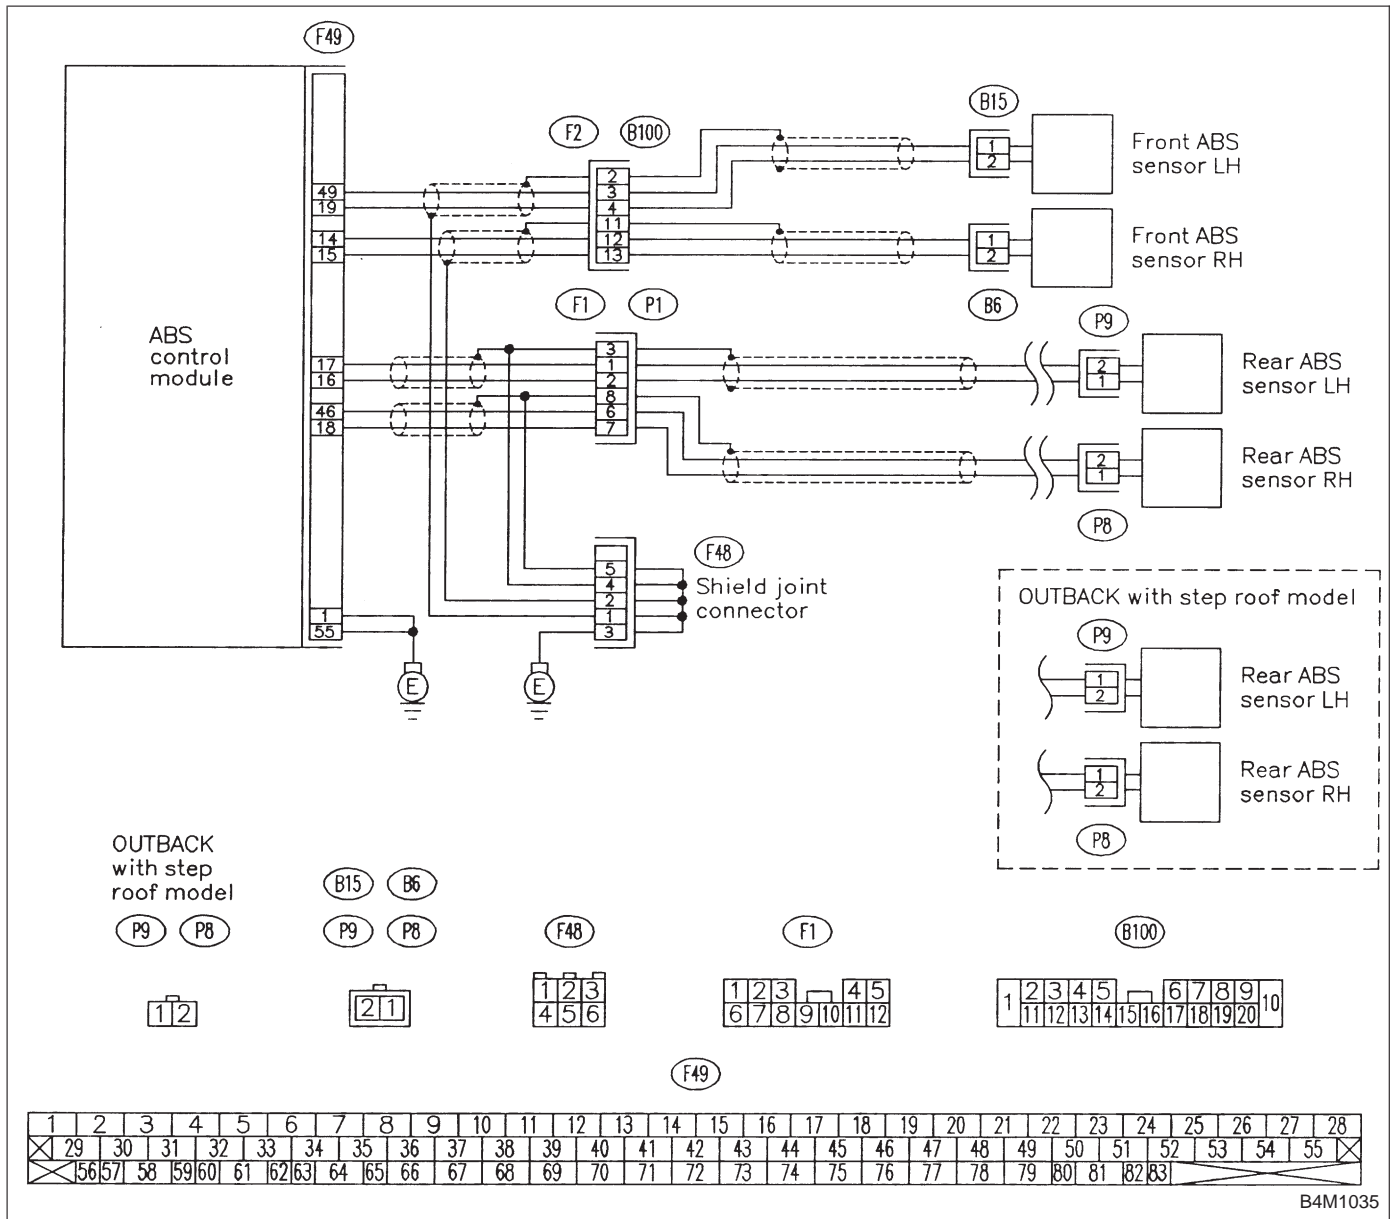 F49
B15
F2 B100
1
2
Front ABS
sensor LH
49
19
14
15
2
3
4
11
12
13
1
2
Front ABS
sensor RH
F1 P1
B6
P9
ABS
control
module
17
16
46
18
3
1
2
8
6
7
2
1
Rear ABS
sensor LH
2
1
Rear ABS
sensor RH
P8
F48
5
4
2
1
3
Shield joint
connector
1
55
E
E
OUTBACK with step roof model
P9
1
2
Rear ABS
sensor LH
1
2
Rear ABS
sensor RH
P8
OUTBACK
with step
roof model
P9 P8
1 2
B15 B6
P9 P8
2 1
F48
1 2 3
4 5 6
F1
1 2 3 4 5
6 7 8 9 10 11 12
B100
1 2 3 4 5 6 7 8 9 10
11 12 13 14 15 16 17 18 19 20
F49
1 2 3 4 5 6 7 8 9 10 11 12 13 14 15 16 17 18 19 20 21 22 23 24 25 26 27 28
29 30 31 32 33 34 35 36 37 38 39 40 41 42 43 44 45 46 47 48 49 50 51 52 53 54 55
56 57 58 59 60 61 62 63 64 65 66 67 68 69 70 71 72 73 74 75 76 77 78 79 80 81 82 83
B4M1035